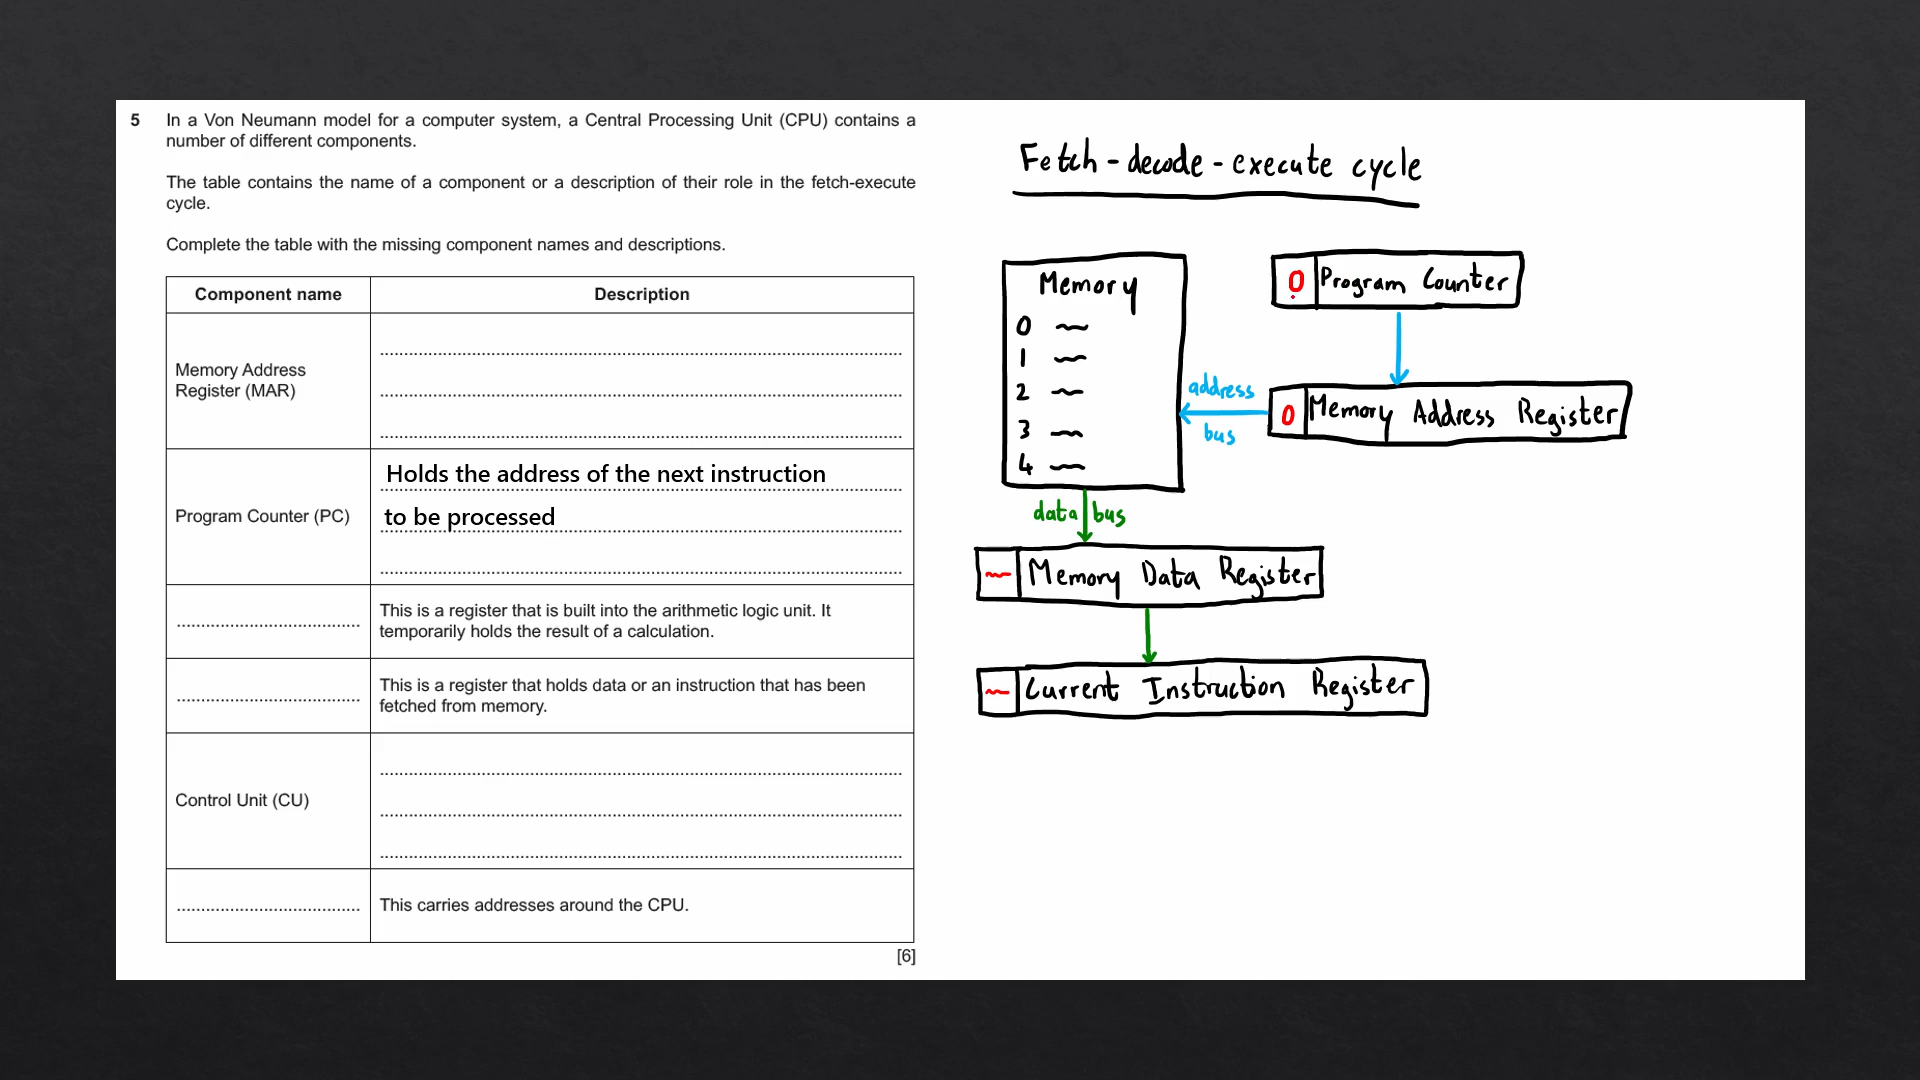 5 In a Von Neumann model for a computer system, a Central Processing Unit (CPU) contains a
number of different components.
The table contains the name of a component or a description of their role in the fetch-execute
cycle.
Complete the table with the missing component names and descriptions.
Component name Description
Memory Address
Register (MAR)
Holds the address of the next instruction
Program Counter (PC) to be processed
This is a register that is built into the arithmetic logic unit. It
temporarily holds the result of a calculation.
This is a register that holds data or an instruction that has been
fetched from memory.
Control Unit (CU)
This carries addresses around the CPU.
[6]
Fetch-decode-execute cycle
Memory
0
1
2
3
4
0 Program Counter
address
bus
0 Memory Address Register
data bus
Memory Data Register
Current Instruction Register